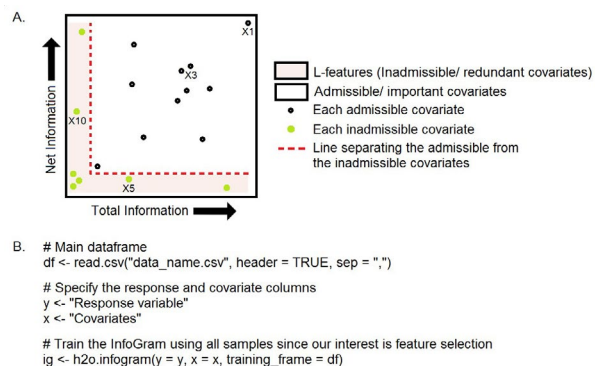 A.
Net Information
X1
X3
X10
X5
Total Information
L-features (Inadmissible/ redundant covariates)
Admissible/ important covariates
Each admissible covariate
Each inadmissible covariate
Line separating the admissible from
the inadmissible covariates
B.
# Main dataframe
df <- read.csv("data_name.csv", header = TRUE, sep = ",")
# Specify the response and covariate columns
y <- "Response variable"
x <- "Covariates"
# Train the InfoGram using all samples since our interest is feature selection
ig <- h2o.infogram(y = y, x = x, training_frame = df)